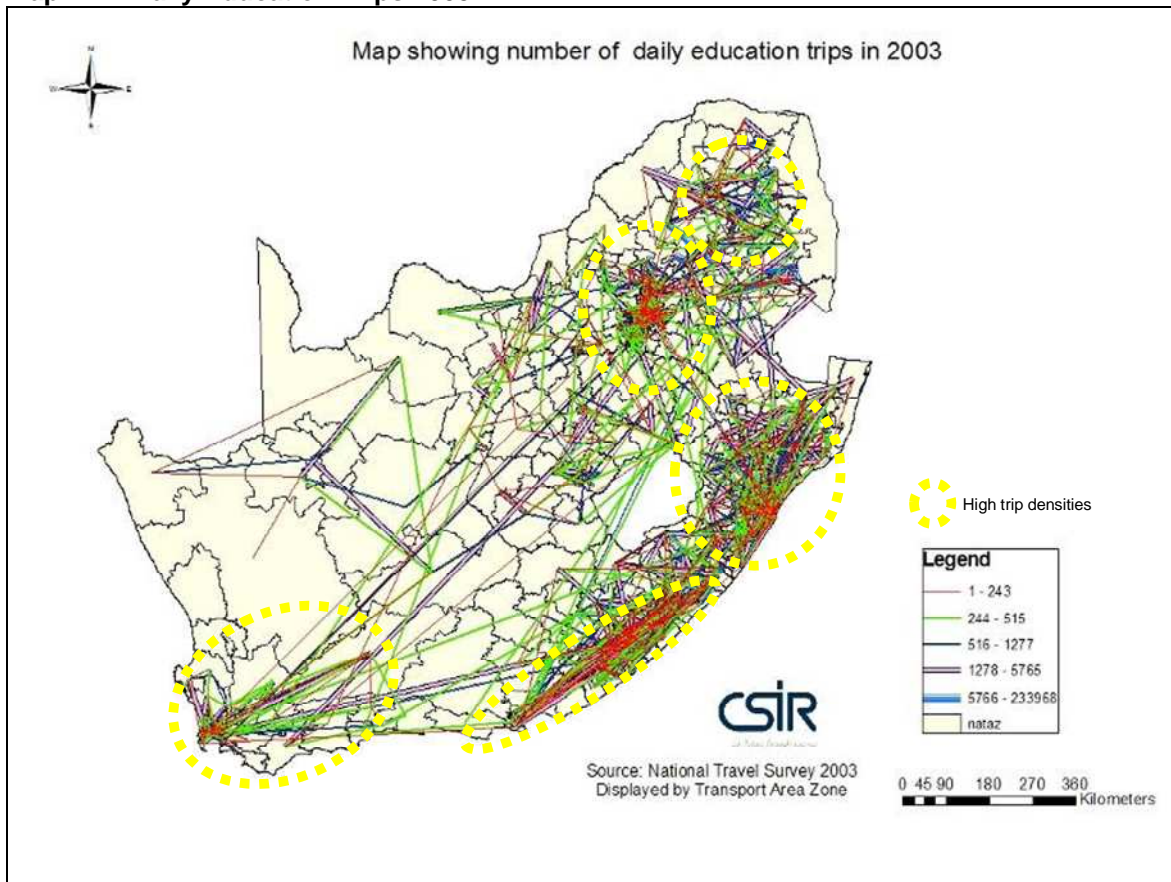 Map showing number of daily education trips in 2003
N
W
E
High trip densities
Legend
1 - 243
244 - 515
516 - 1277
1278 - 5765
5766 - 233968
nataz
CSIR
Source: National Travel Survey 2003
Displayed by Transport Area Zone
0 45 90 180 270 360
Kilometers